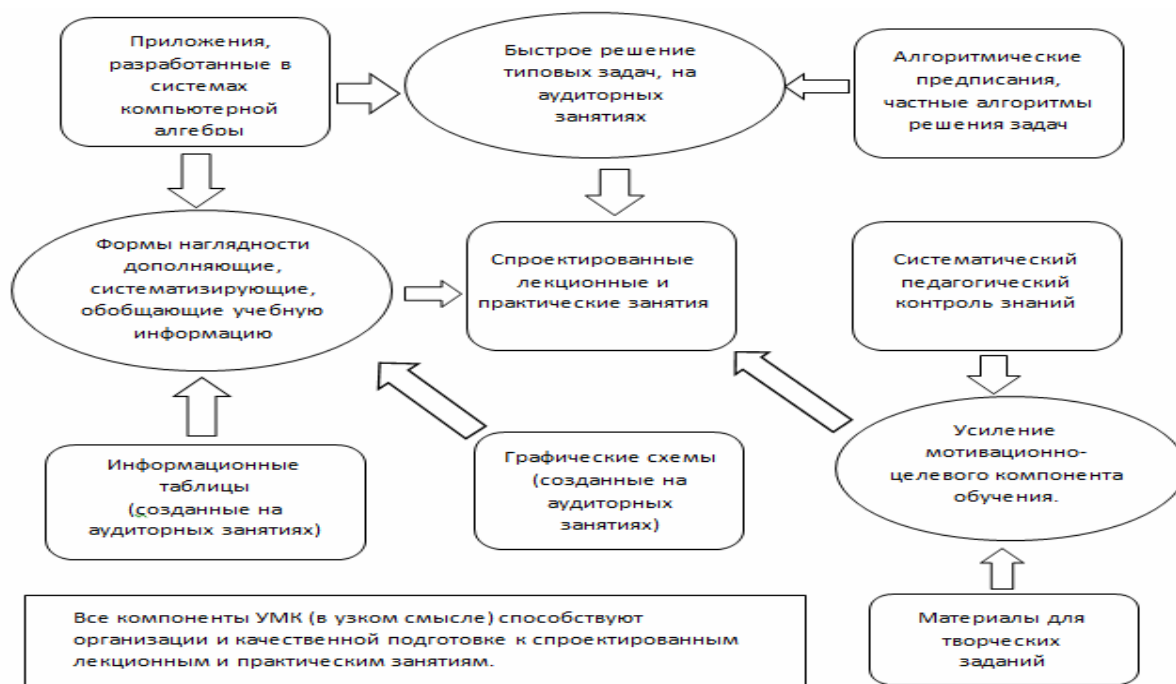 Приложения,
разработанные в
системах
компьютерной
алгебры
Быстрое решение
типовых задач, на
аудиторных
занятиях
Алгоритмические
предписания,
частные алгоритмы
решения задач
Формы наглядности
дополняющие,
систематизирующие,
обобщающие учебную
информацию
Спроектированные
лекционные и
практические занятия
Систематический
педагогический
контроль знаний
Информационные
таблицы
(созданные на
аудиторных занятиях)
Графические схемы
(созданные на
аудиторных
занятиях)
Усиление
мотивационно-
целевого компонента
обучения.
Все компоненты УМК (в узком смысле) способствуют
организации и качественной подготовке к спроектированным
лекционным и практическим занятиям.
Материалы для
творческих
заданий